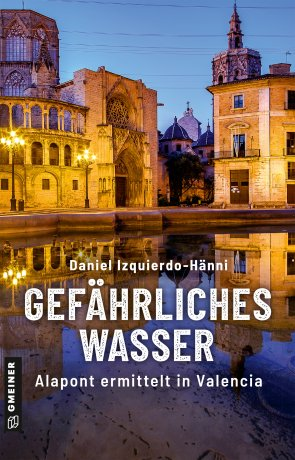 Daniel Izquierdo-Hänni
GEFÄHRLICHES
WASSER
Alapont ermittelt in Valencia
GMEINER